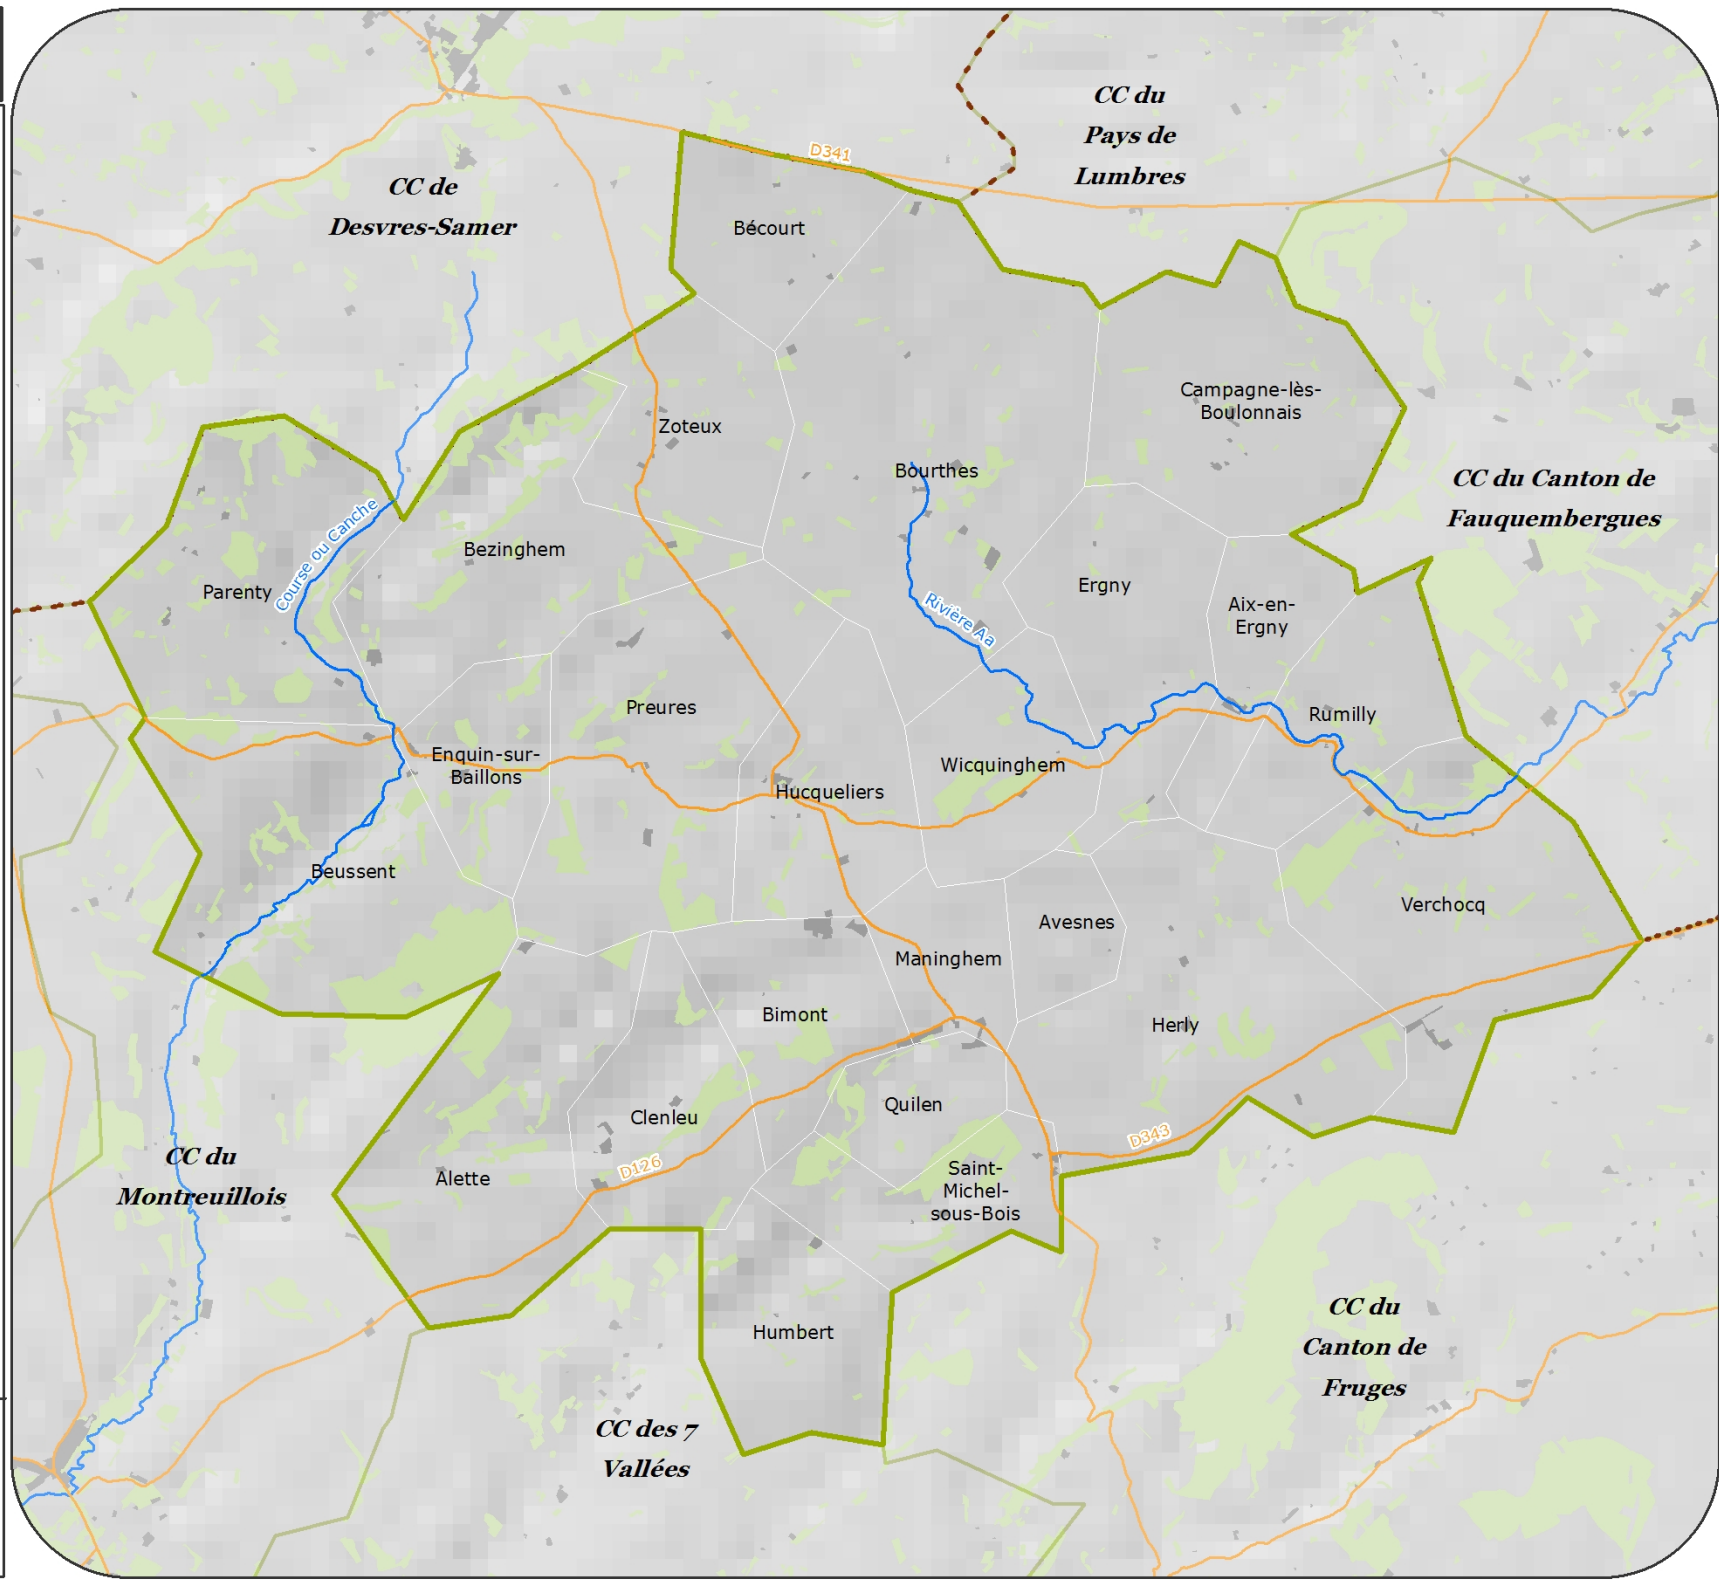 CC du
Pays de
Lumbres
D341
CC de
Desvres-Samer
Bécourt
Campagne-lès-
Boulonnais
Zoteux
Bourthes
CC du Canton de
Fauquembergues
Course ou Canche
Bezinghem
Parenty
Ergny
Rivière Aa
Aix-en-
Ergny
Preures
Rumilly
Enquin-sur-
Baillons
Wicquinghem
Hucqueliers
Beussent
Verchocq
Avesnes
Maninghem
Bimont
Herly
Quilen
Clenleu
D343
CC du
Montreuillois
D126
Alette
Saint-
Michel-
sous-Bois
CC du
Canton de
Fruges
Humbert
CC des 7
Vallées